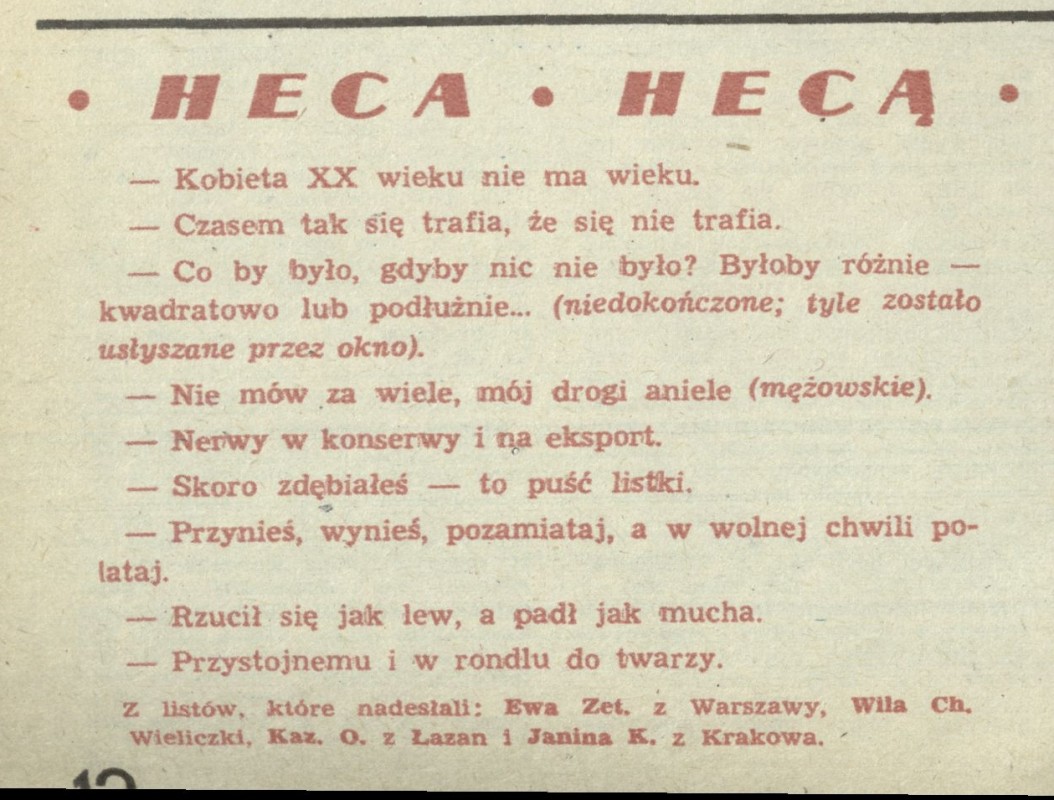 • HECA • HECĄ •
— Kobieta XX wieku nie ma wieku.
— Czasem tak się trafia, że się nie trafia.
— Co by było, gdyby nic nie było? Byłoby różnie —
kwadratowo lub podłużnie... (niedokończone; tyle zostało
usłyszane przez okno).
— Nie mów za wiele, mój drogi aniele (mężowskie).
— Nerwy w konserwy i na eksport.
— Skoro zdębiałeś — to puść listki.
— Przynieś, wynieś, pozamiataj, a w wolnej chwili po-
lataj.
— Rzucił się jak lew, a padł jak mucha.
— Przystojnemu i w rondlu do twarzy.
Z listów, które nadesłali: Ewa Zet. z Warszawy, Wila Ch.
Wieliczki, Kaz. O. z Łazan i Janina K. z Krakowa.
12